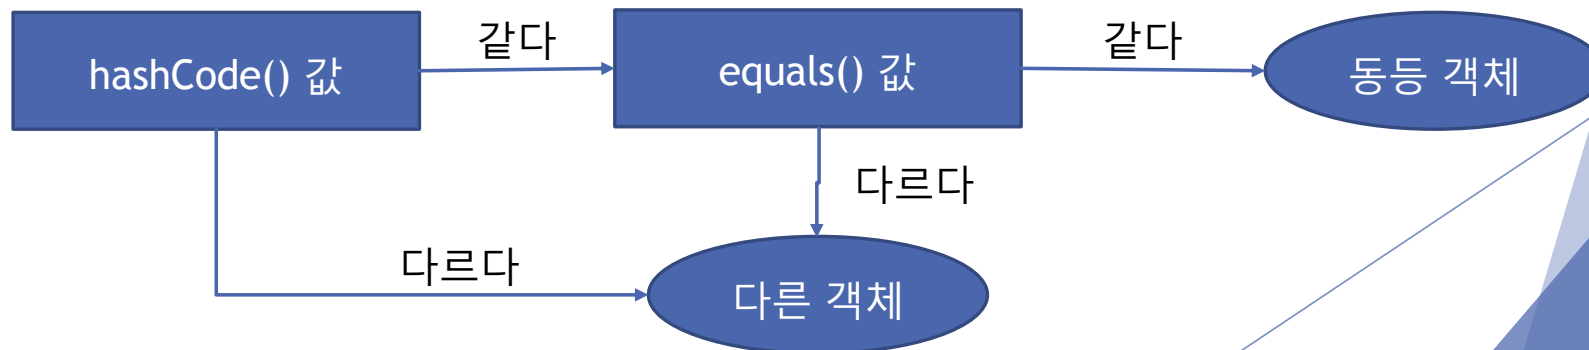 hashCode() 값
같다
equals() 값
같다
동등 객체
다르다
다르다
다른 객체